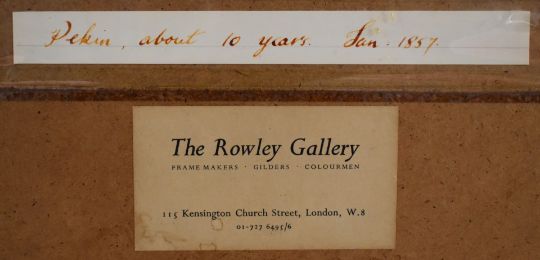 Pekin, about 10 years. Jan. 1857.
The Rowley Gallery
FRAME MAKERS · GILDERS · COLOURMEN
115 Kensington Church Street, London, W.8
01-727 6495/6